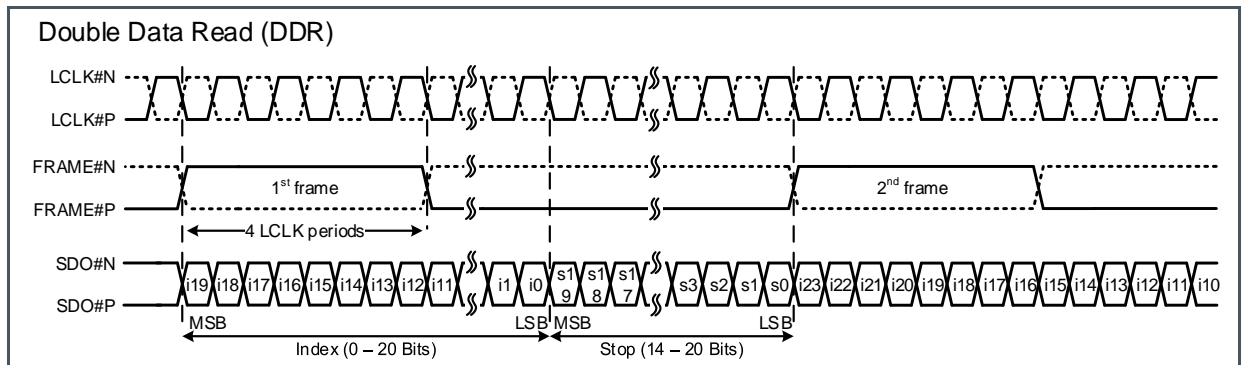 Double Data Read (DDR)
LCLK#N
LCLK#P
FRAME#N
1st frame
2nd frame
FRAME#P
4 LCLK periods
SDO#N
i19 i18 i17 i16 i15 i14 i13 i12 i11 i1 i0 s19 s18 s17 s3 s2 s1 s0 i23 i22 i21 i20 i19 i18 i17 i16 i15 i14 i13 i12 i11 i10
SDO#P
MSB LSB MSB LSB
Index (0 – 20 Bits) Stop (14 – 20 Bits)